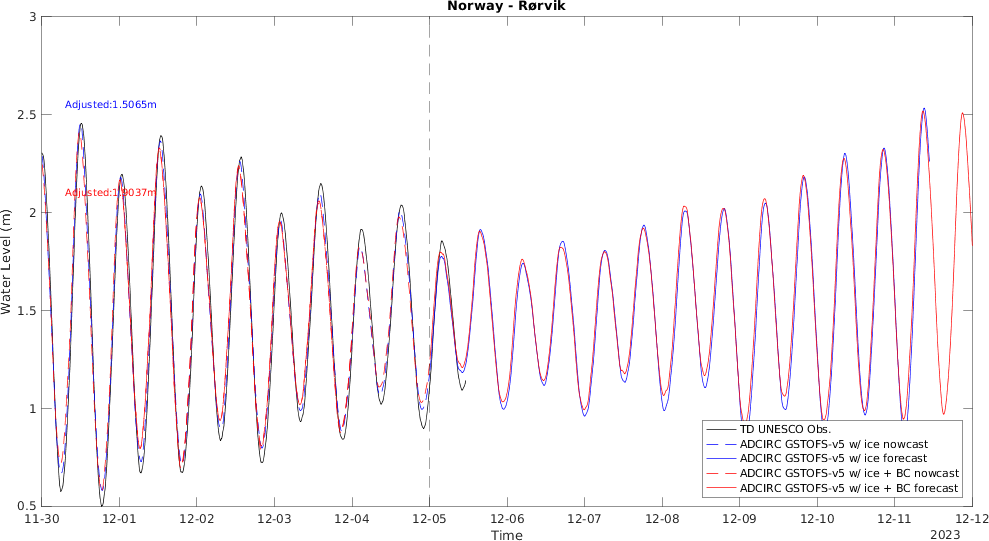 Norway - Rørvik
Water Level (m)
3
2.5
2
1.5
1
0.5
Adjusted:1.5065m
Adjusted:1.9037m
TD UNESCO Obs.
ADCIRC GSTOFS-v5 w/ ice nowcast
ADCIRC GSTOFS-v5 w/ ice forecast
ADCIRC GSTOFS-v5 w/ ice + BC nowcast
ADCIRC GSTOFS-v5 w/ ice + BC forecast
11-30 12-01 12-02 12-03 12-04 12-05 12-06 12-07 12-08 12-09 12-10 12-11 12-12
Time
2023